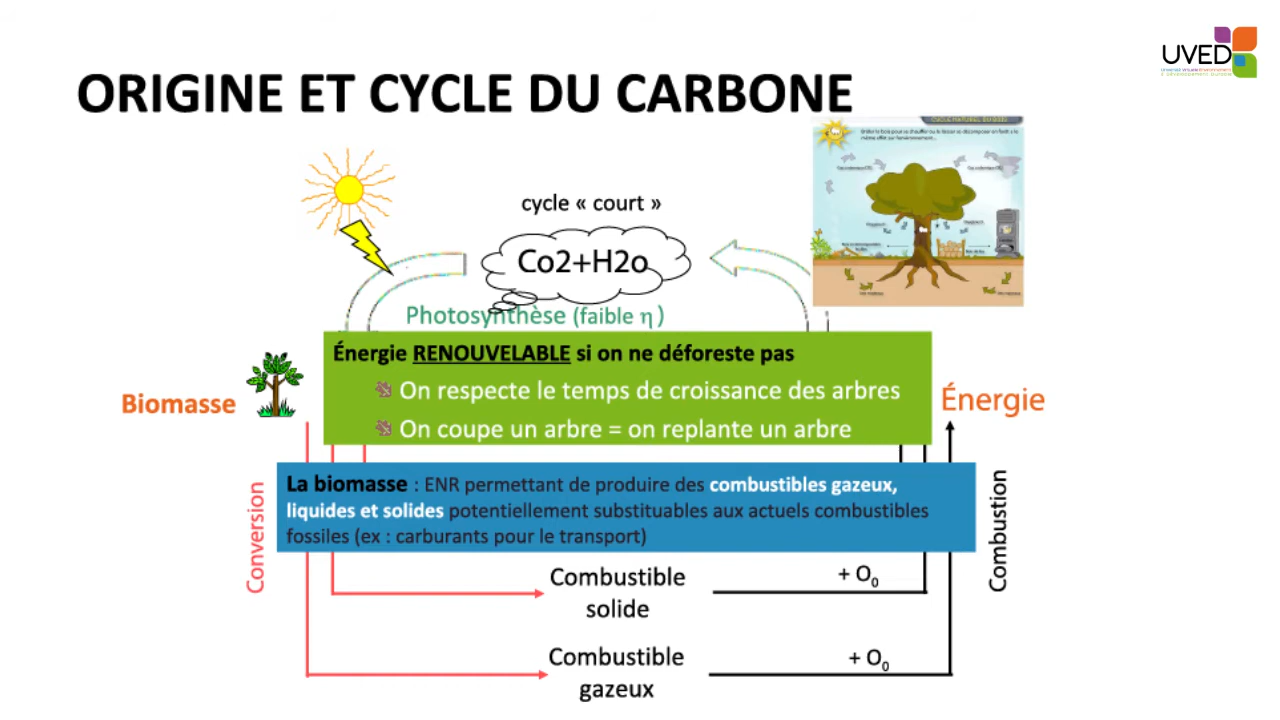 UVED
ORIGINE ET CYCLE DU CARBONE
cycle « court »
Co2+H2o
Photosynthèse (faible η)
Énergie RENOUVELABLE si on ne déforeste pas
On respecte le temps de croissance des arbres
On coupe un arbre = on replante un arbre
Biomasse
Énergie
La biomasse : ENR permettant de produire des combustibles gazeux,
liquides et solides potentiellement substituables aux actuels combustibles
fossiles (ex : carburants pour le transport)
Conversion
Combustion
Combustible
solide
+ O0
Combustible
gazeux
+ O0